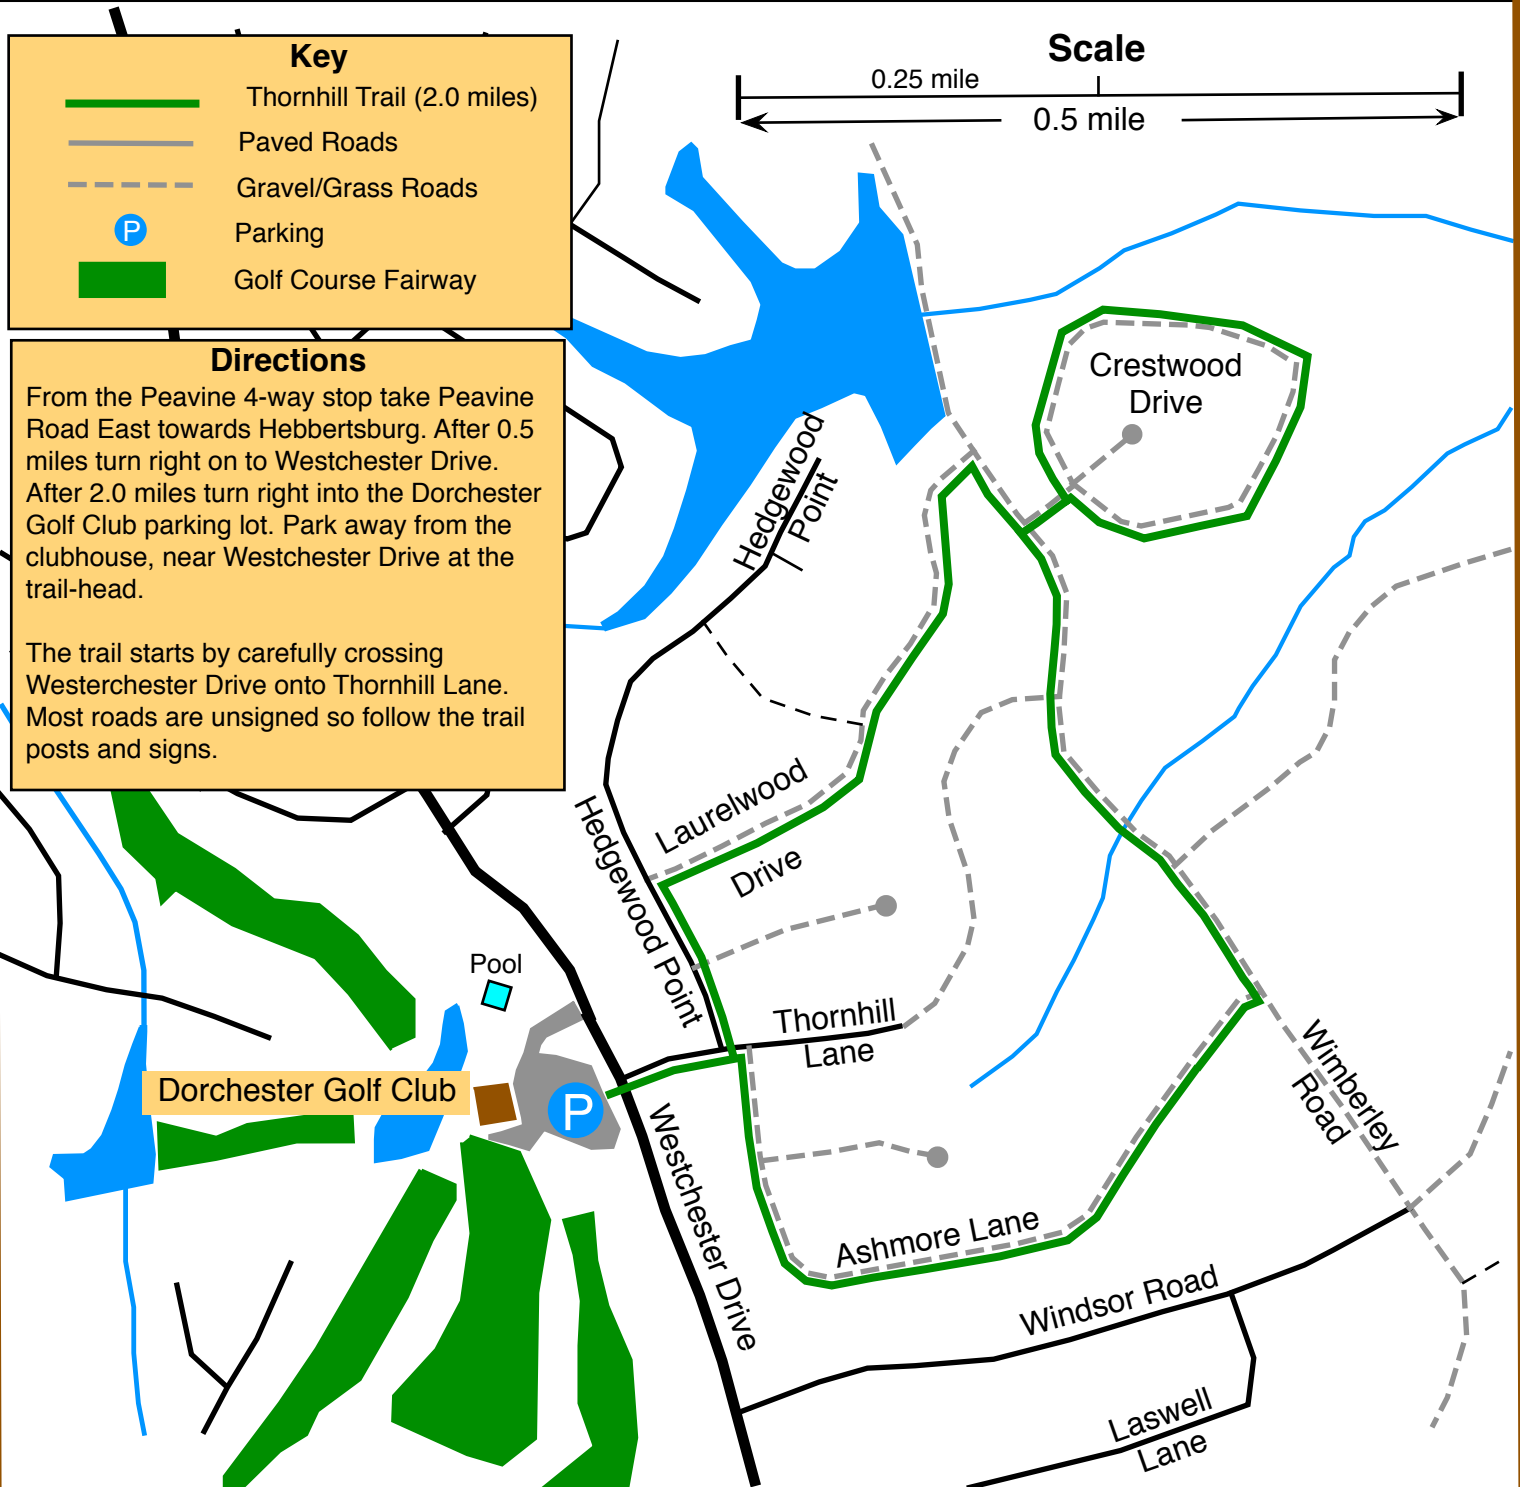 Key
Thornhill Trail (2.0 miles)
Paved Roads
Gravel/Grass Roads
P
Parking
Golf Course Fairway
Scale
0.25 mile
0.5 mile
Directions
From the Peavine 4-way stop take Peavine
Road East towards Hebbertsburg. After 0.5
miles turn right on to Westchester Drive.
After 2.0 miles turn right into the Dorchester
Golf Club parking lot. Park away from the
clubhouse, near Westchester Drive at the
trail-head.
The trail starts by carefully crossing
Westerchester Drive onto Thornhill Lane.
Most roads are unsigned so follow the trail
posts and signs.
Crestwood
Drive
Hedgewood
Point
Laurelwood
Drive
Hedgewood Point
Pool
Thornhill
Lane
Dorchester Golf Club
P
Westchester Drive
Ashmore Lane
Wimberley
Road
Windsor Road
Laswell
Lane